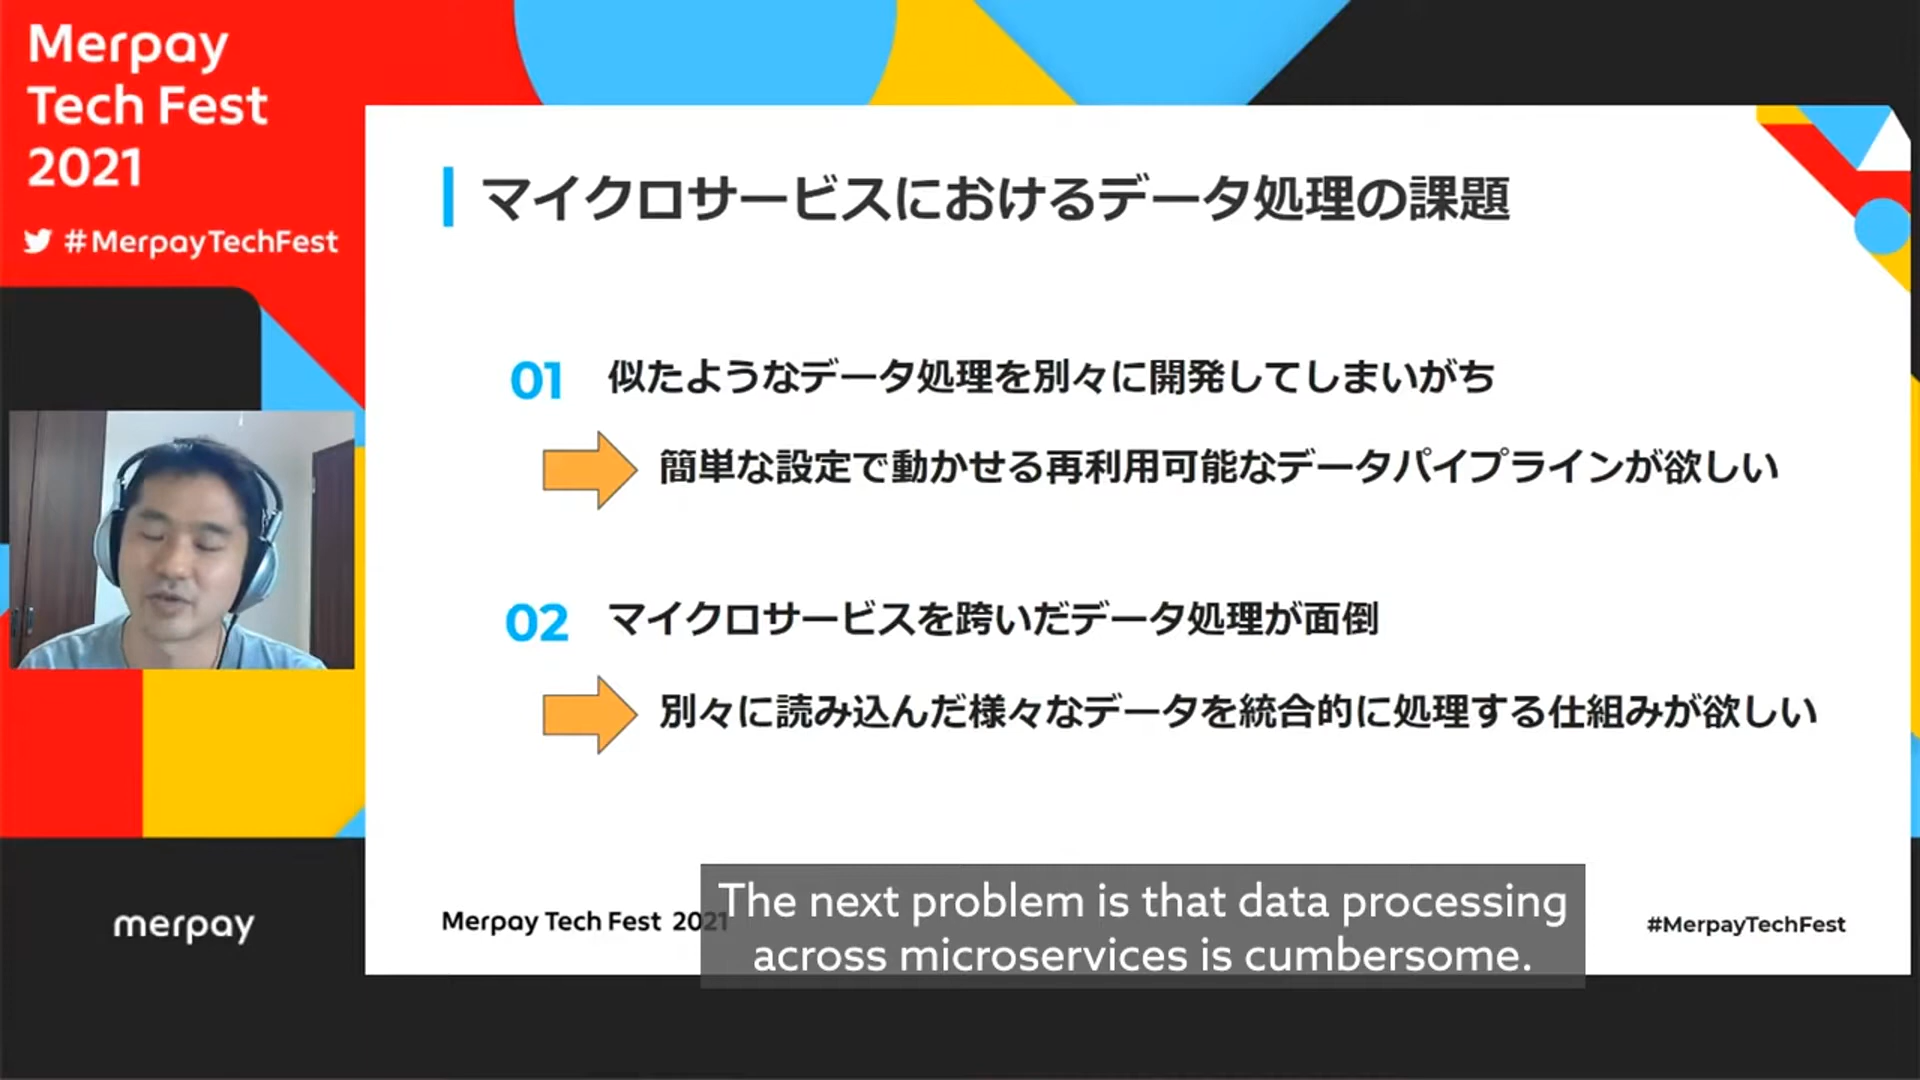 Merpay
Tech Fest
2021
#MerpayTechFest
マイクロサービスにおけるデータ処理の課題
01 似たようなデータ処理を別々に開発してしまいがち
簡単な設定で動かせる再利用可能なデータパイプラインが欲しい
02 マイクロサービスを跨いだデータ処理が面倒
別々に読み込んだ様々なデータを統合的に処理する仕組みが欲しい
merpay
Merpay Tech Fest 2021
#MerpayTechFest
The next problem is that data processing
across microservices is cumbersome.